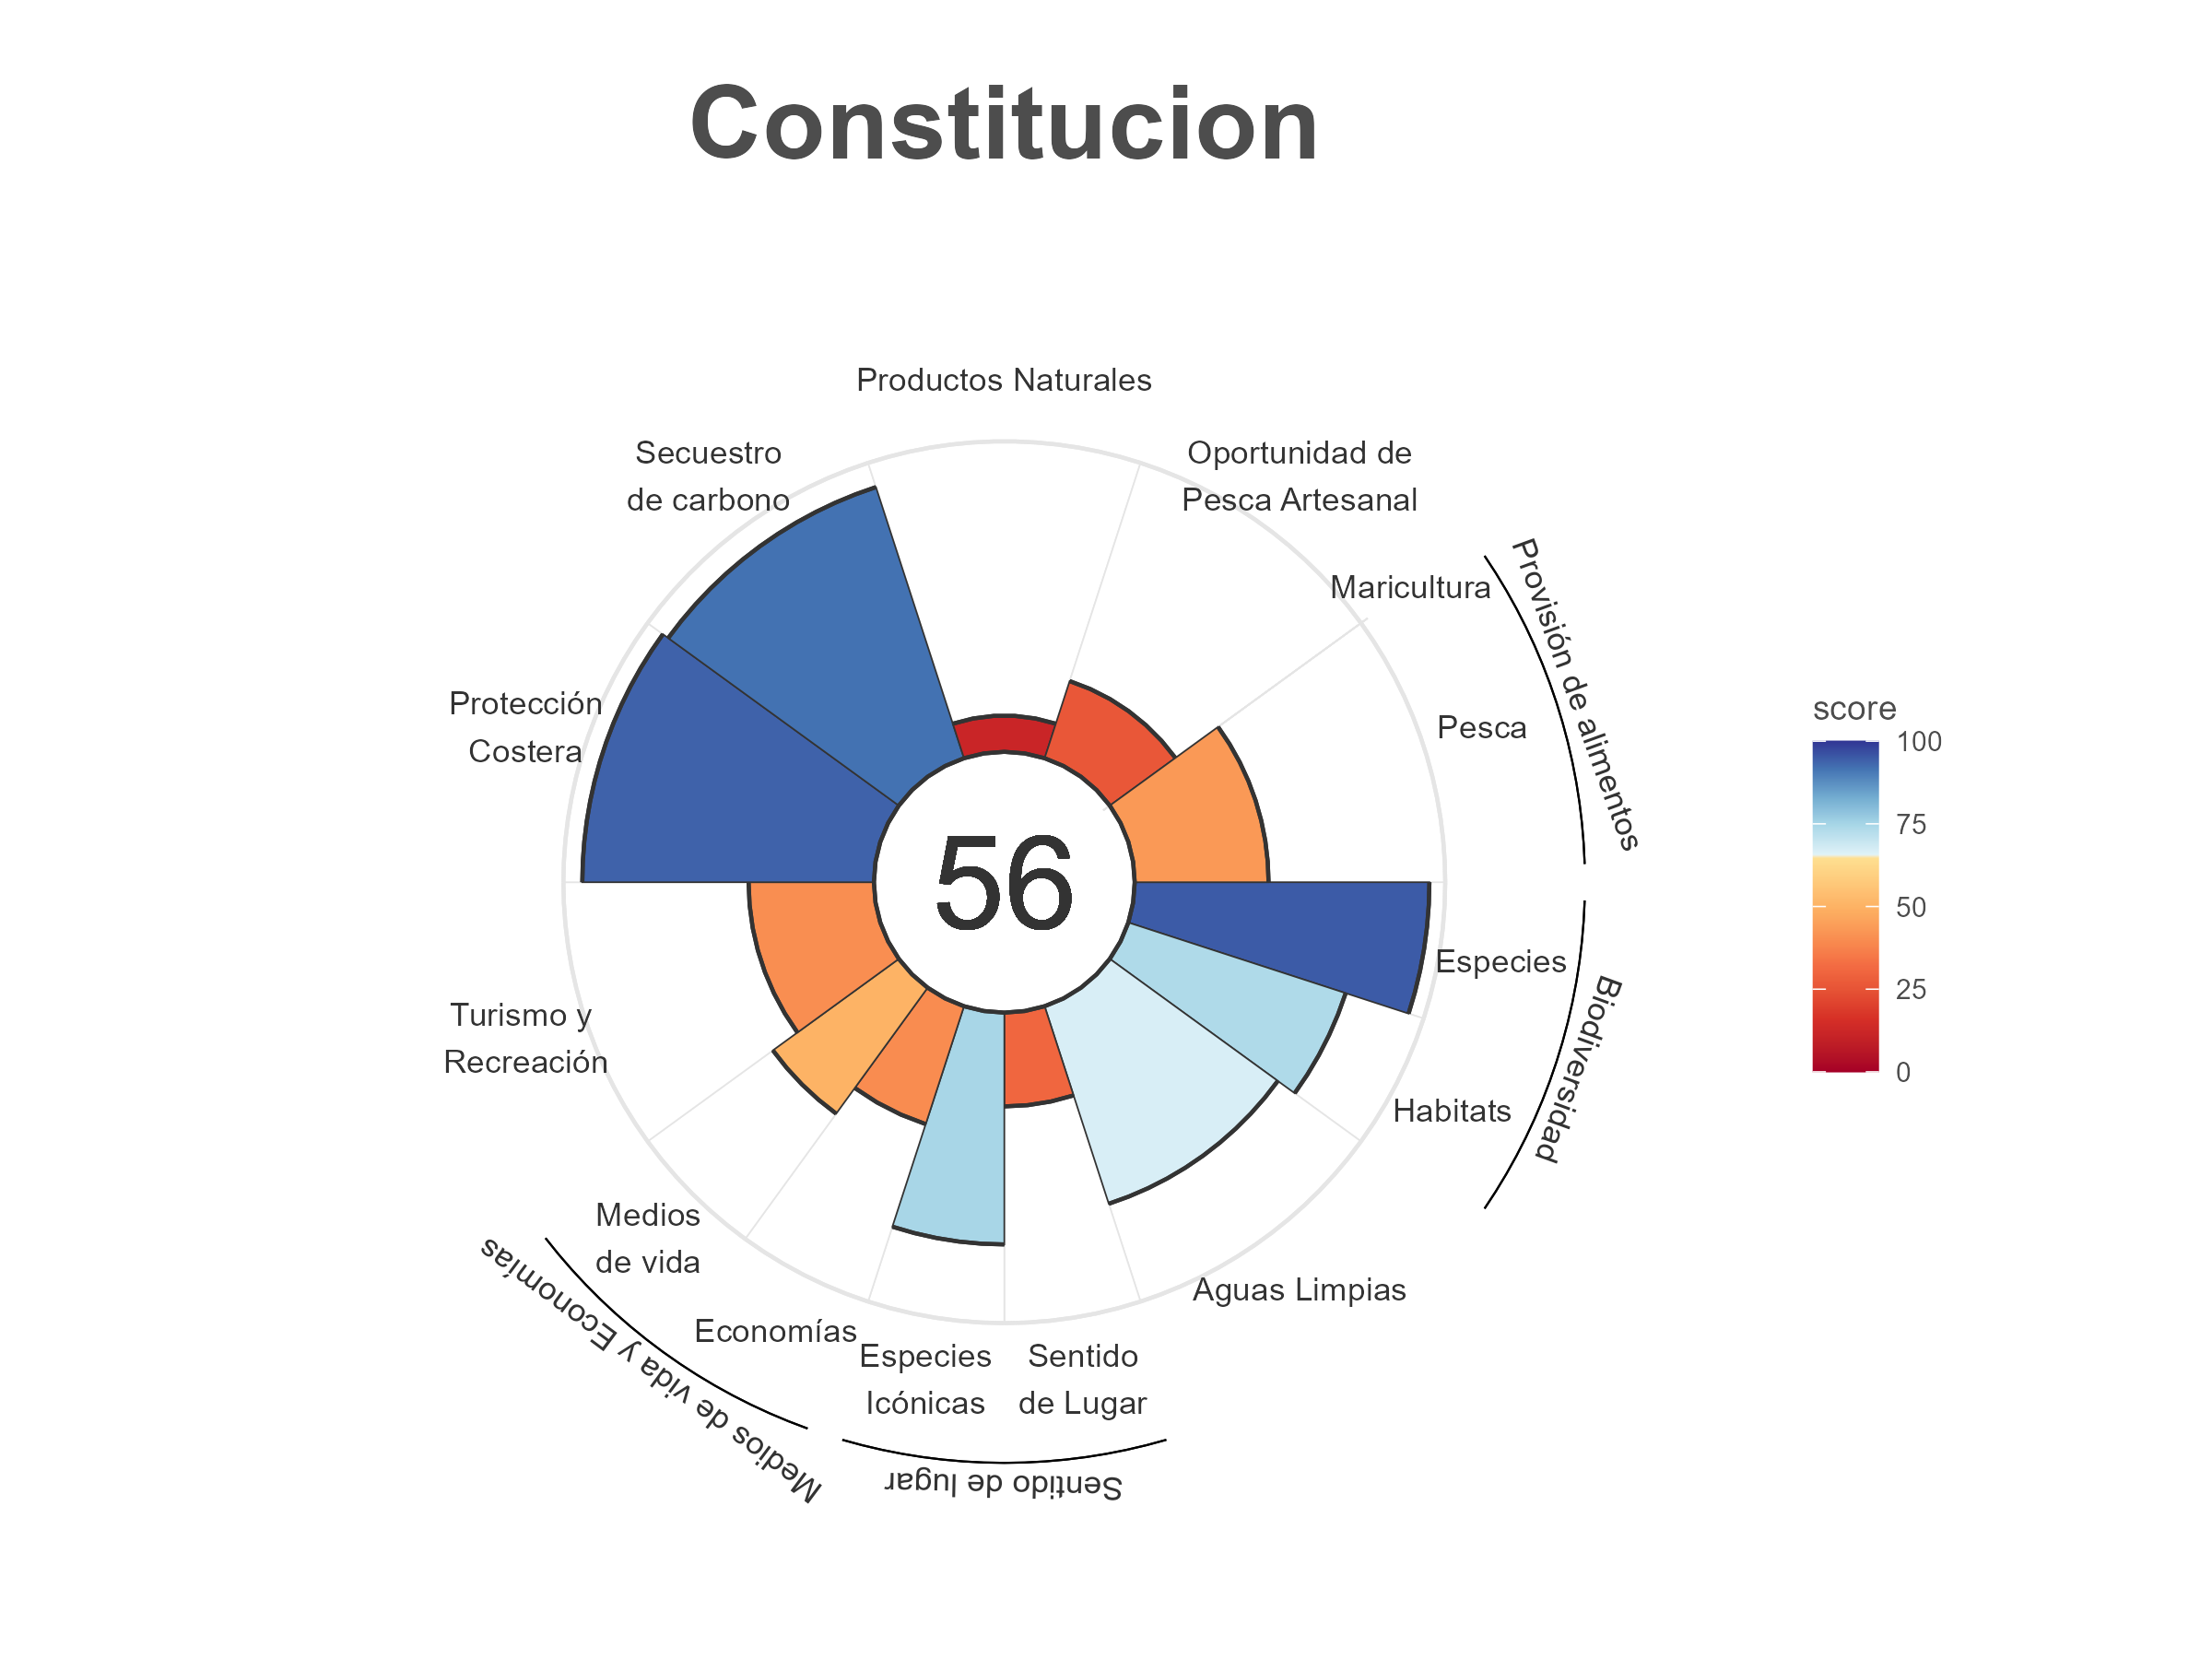 Constitucion
Productos Naturales
Secuestro
de carbono
Oportunidad de
Pesca Artesanal
Maricultura
Provisión de alimentos
Pesca
Protección
Costera
56
Especies
Biodiversidad
Habitats
Turismo y
Recreación
Medios
de vida
Aguas Limpias
Economías
Medios de vida y Economías
Especies
Icónicas
Sentido
de Lugar
Sentido de lugar
score
100
75
50
25
0